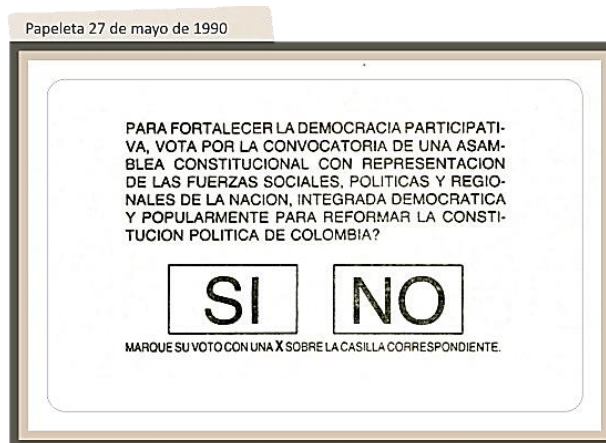 Papeleta 27 de mayo de 1990
PARA FORTALECER LA DEMOCRACIA PARTICIPATI-
VA, VOTA POR LA CONVOCATORIA DE UNA ASAM-
BLEA CONSTITUCIONAL CON REPRESENTACION
DE LAS FUERZAS SOCIALES, POLITICAS Y REGIO-
NALES DE LA NACION, INTEGRADA DEMOCRATICA
Y POPULARMENTE PARA REFORMAR LA CONSTI-
TUCION POLITICA DE COLOMBIA?
SI NO
MARQUE SU VOTO CON UNA X SOBRE LA CASILLA CORRESPONDIENTE.